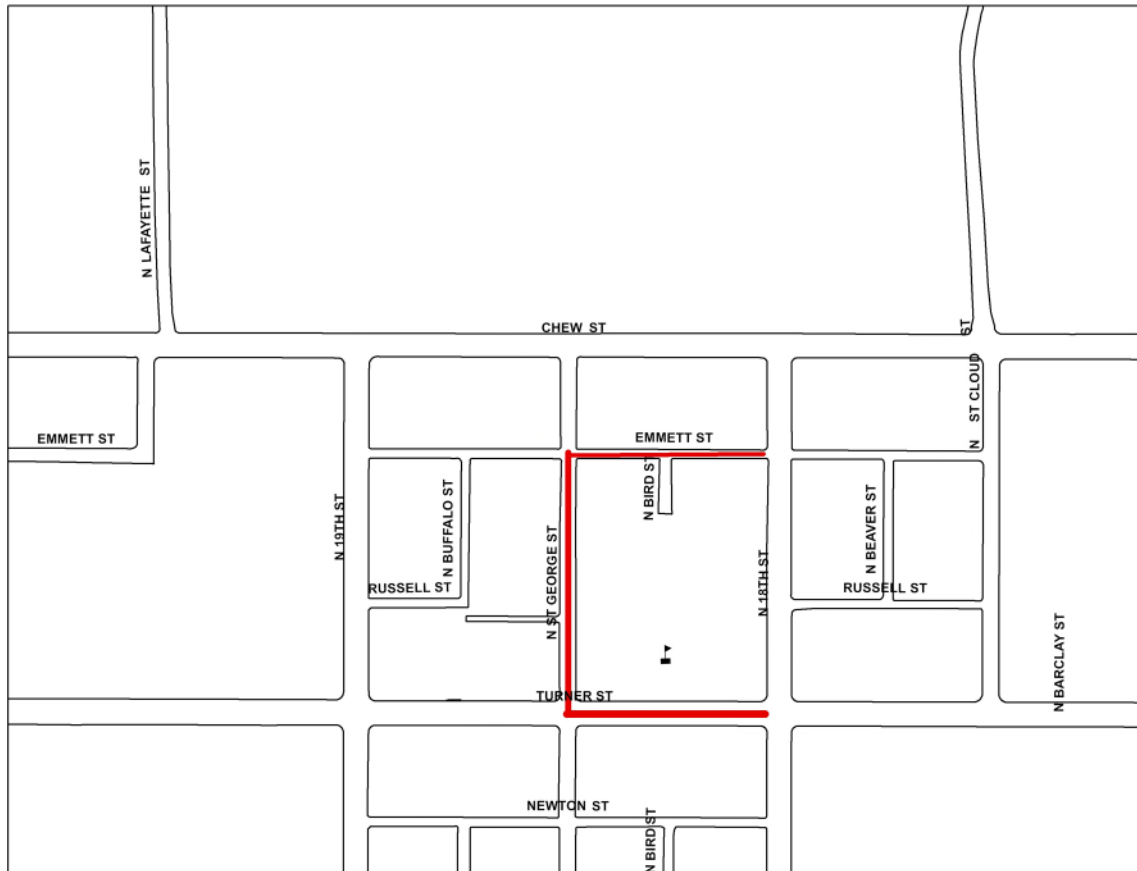 N LAFAYETTE ST
CHEW ST
N ST CLOUD ST
EMMETT ST
EMMETT ST
N BIRD ST
N 19TH ST
N BUFFALO ST
N ST GEORGE ST
N 18TH ST
N BEAVER ST
RUSSELL ST
RUSSELL ST
N BARCLAY ST
TURNER ST
NEWTON ST
N BIRD ST